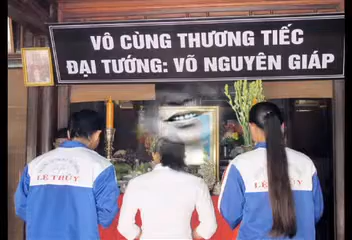 VÔ CÙNG THƯƠNG TIẾC
ĐẠI TƯỚNG: VÕ NGUYÊN GIÁP
LỆ THỦY
LỆ THỦY